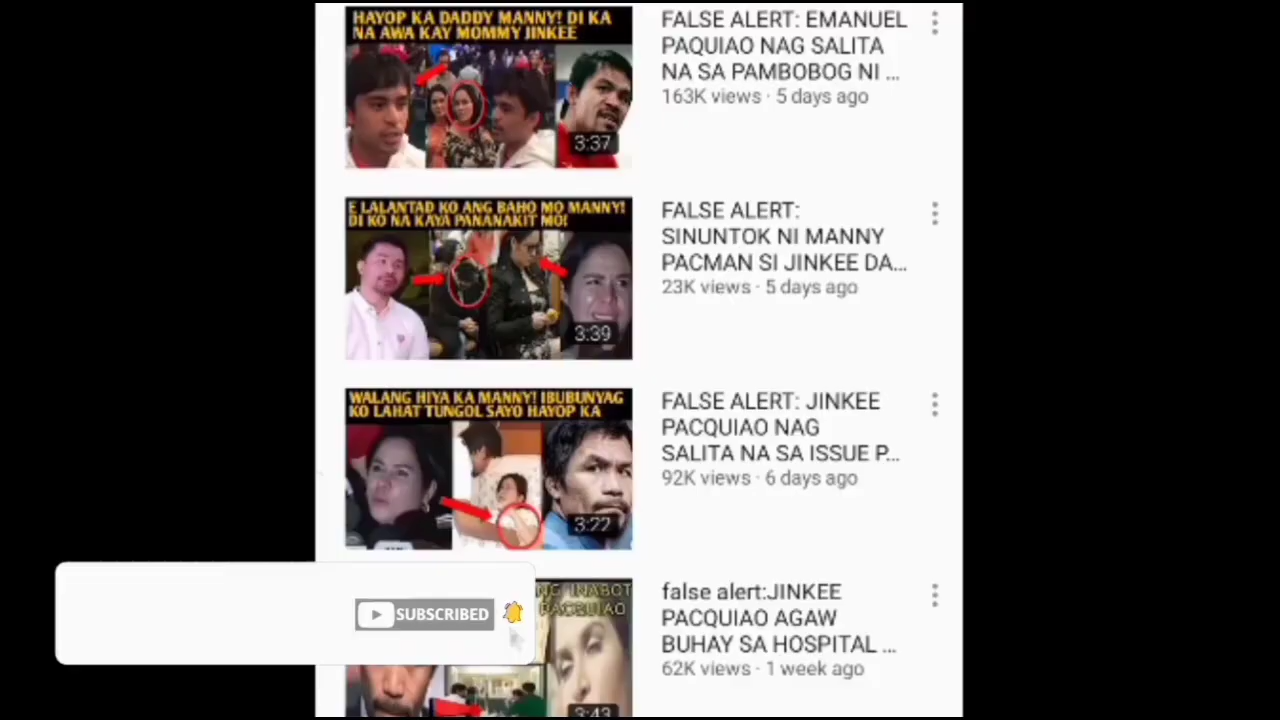 HAYOP KA DADDY MANNY! DI KA
NA AWA KAY MOMMY JINKEE
3:37
FALSE ALERT: EMANUEL
PAQUIAO NAG SALITA
NA SA PAMBOBOG NI ...
163K views · 5 days ago
E LALANTAD KO ANG BAHO MO MANNY!
DI KO NA KAYA PANANAKIT MO!
3:39
FALSE ALERT:
SINUNTOK NI MANNY
PACMAN SI JINKEE DA...
23K views · 5 days ago
WALANG HIYA KA MANNY! IBUBUNYAG
KO LAHAT TUNGOL SAYO HAYOP KA
3:22
FALSE ALERT: JINKEE
PACQUIAO NAG
SALITA NA SA ISSUE P...
92K views · 6 days ago
NG INABOT
PACQUIAO
3:43
false alert:JINKEE
PACQUIAO AGAW
BUHAY SA HOSPITAL ...
62K views · 1 week ago
SUBSCRIBED